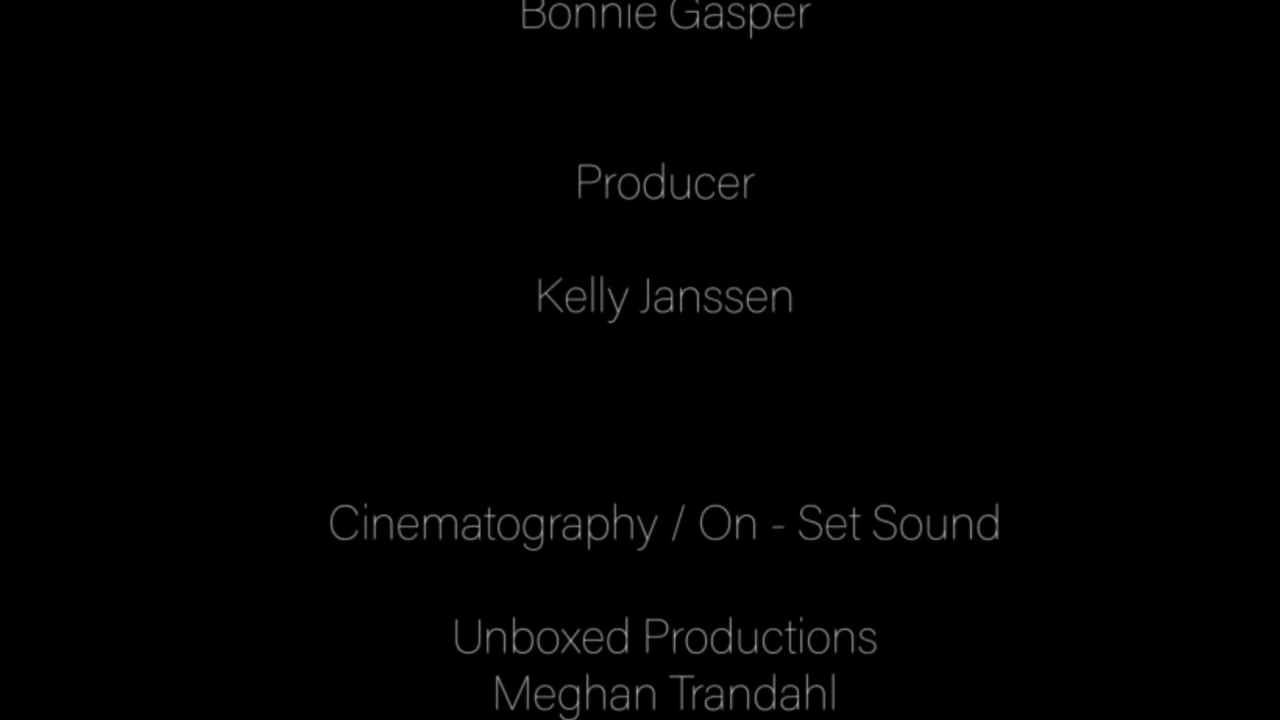 Bonnie Gasper
Producer
Kelly Janssen
Cinematography / On - Set Sound
Unboxed Productions
Meghan Trandahl